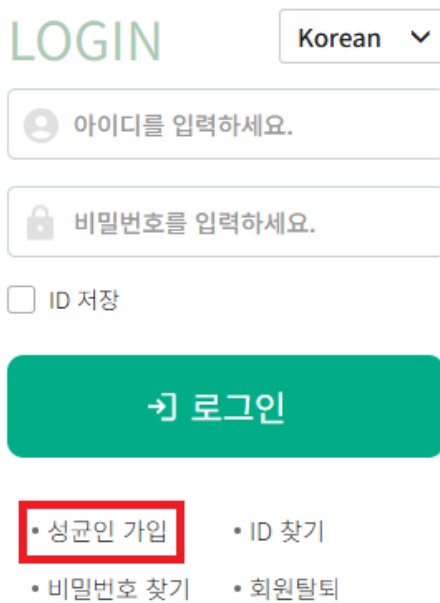 LOGIN
Korean
아이디를 입력하세요.
비밀번호를 입력하세요.
ID 저장
로그인
• 성균인 가입
• ID 찾기
• 비밀번호 찾기
• 회원탈퇴